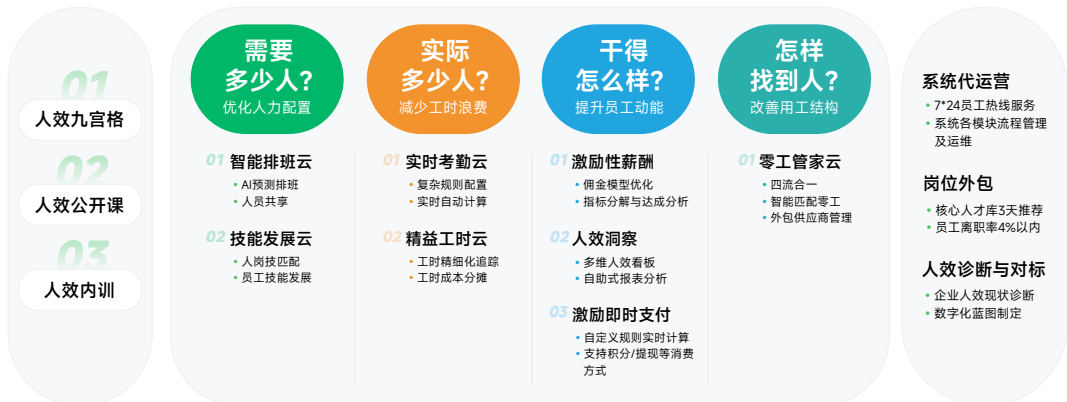 01
人效九宫格
02
人效公开课
03
人效内训
需要
多少人?
优化人力配置
01 智能排班云
• AI预测排班
• 人员共享
02 技能发展云
• 人岗技匹配
• 员工技能发展
实际
多少人?
减少工时浪费
01 实时考勤云
• 复杂规则配置
• 实时自动计算
02 精益工时云
• 工时精细化追踪
• 工时成本分摊
干得
怎么样?
提升员工动能
01 激励性薪酬
• 佣金模型优化
• 指标分解与达成分析
02 人效洞察
• 多维人效看板
• 自助式报表分析
03 激励即时支付
• 自定义规则实时计算
• 支持积分/提现等消费
方式
怎样
找到人?
改善用工结构
01 零工管家云
• 四流合一
• 智能匹配零工
• 外包供应商管理
系统代运营
• 7*24员工热线服务
• 系统各模块流程管理
及运维
岗位外包
• 核心人才库3天推荐
• 员工离职率4%以内
人效诊断与对标
• 企业人效现状诊断
• 数字化蓝图制定